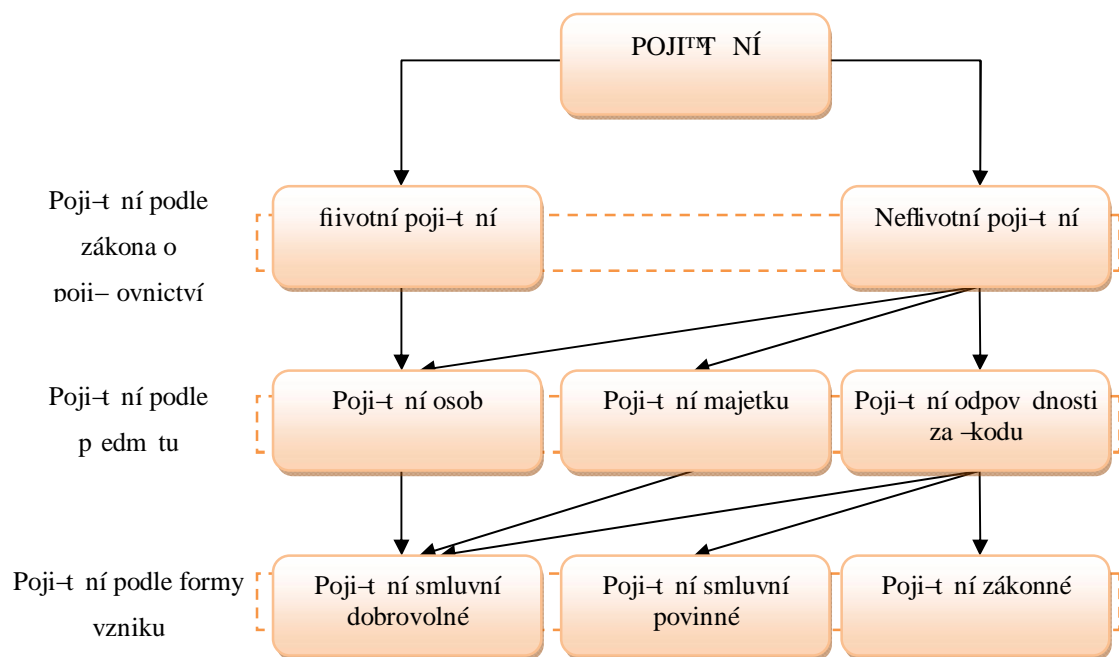 POJI™T NÍ
Poji–t ní podle
zákona o
poji– ovnictví
fiivotní poji–t ní
Neflivotní poji–t ní
Poji–t ní podle
p edm tu
Poji–t ní osob
Poji–t ní majetku
Poji–t ní odpov dnosti
za –kodu
Poji–t ní podle formy
vzniku
Poji–t ní smluvní
dobrovolné
Poji–t ní smluvní
povinné
Poji–t ní zákonné